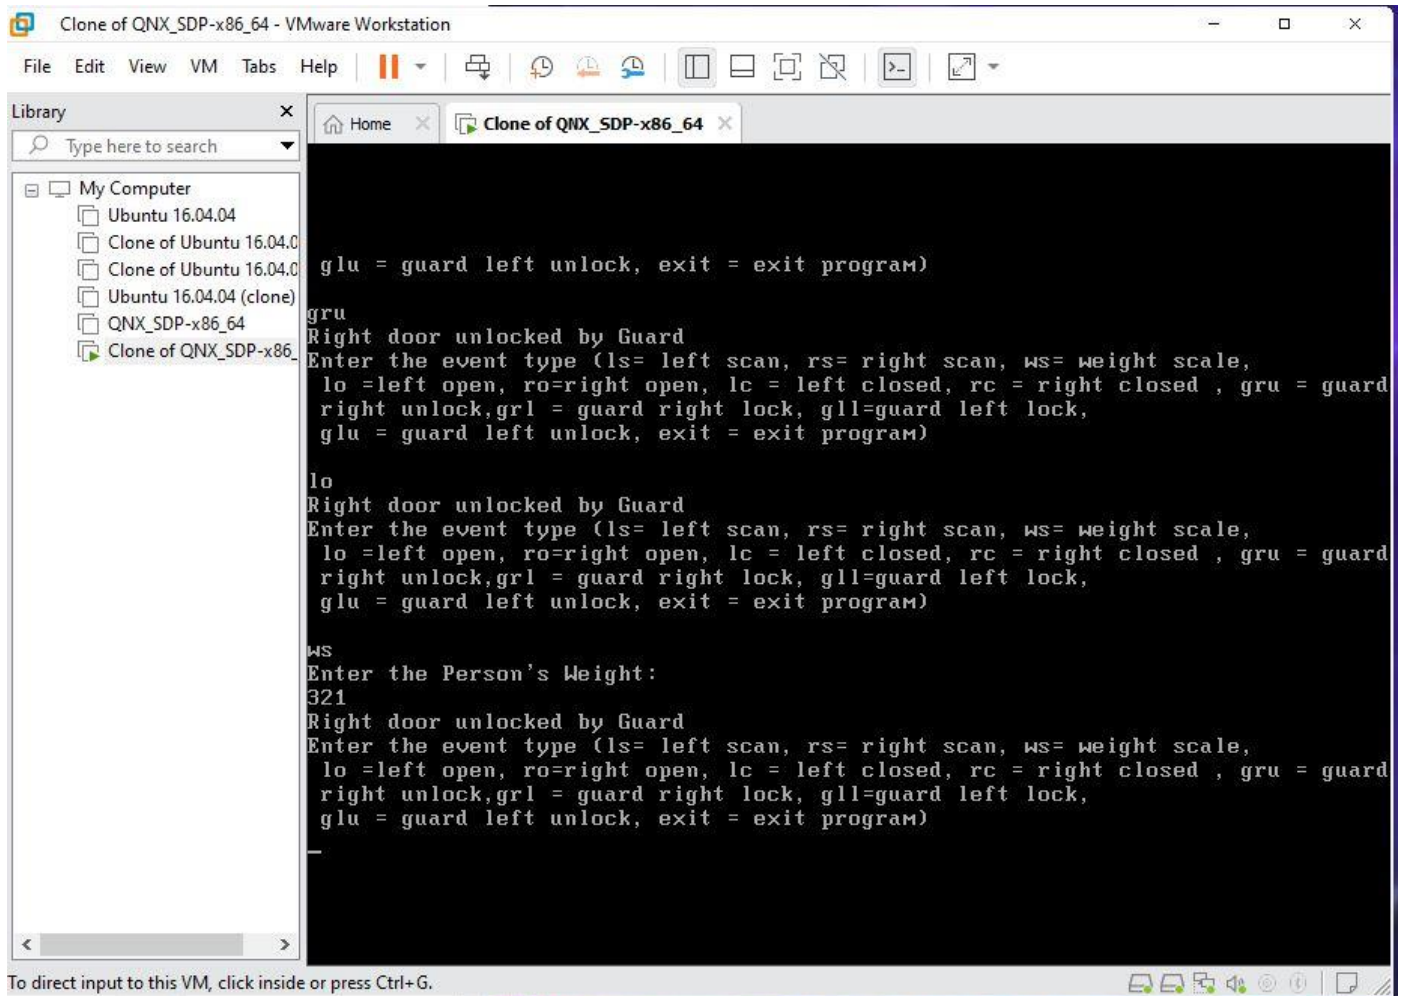 Clone of QNX_SDP-x86_64 - VMware Workstation
File Edit View VM Tabs Help
Library
Home
Clone of QNX_SDP-x86_64
Type here to search
My Computer
Ubuntu 16.04.04
Clone of Ubuntu 16.04.0
Clone of Ubuntu 16.04.0
Ubuntu 16.04.04 (clone)
QNX_SDP-x86_64
Clone of QNX_SDP-x86_
glu = guard left unlock, exit = exit program)
gru
Right door unlocked by Guard
Enter the event type (ls= left scan, rs= right scan, ws= weight scale,
lo =left open, ro=right open, lc = left closed, rc = right closed , gru = guard
right unlock,grl = guard right lock, gll=guard left lock,
glu = guard left unlock, exit = exit program)
lo
Right door unlocked by Guard
Enter the event type (ls= left scan, rs= right scan, ws= weight scale,
lo =left open, ro=right open, lc = left closed, rc = right closed , gru = guard
right unlock,grl = guard right lock, gll=guard left lock,
glu = guard left unlock, exit = exit program)
ws
Enter the Person's Weight:
321
Right door unlocked by Guard
Enter the event type (ls= left scan, rs= right scan, ws= weight scale,
lo =left open, ro=right open, lc = left closed, rc = right closed , gru = guard
right unlock,grl = guard right lock, gll=guard left lock,
glu = guard left unlock, exit = exit program)
To direct input to this VM, click inside or press Ctrl+G.